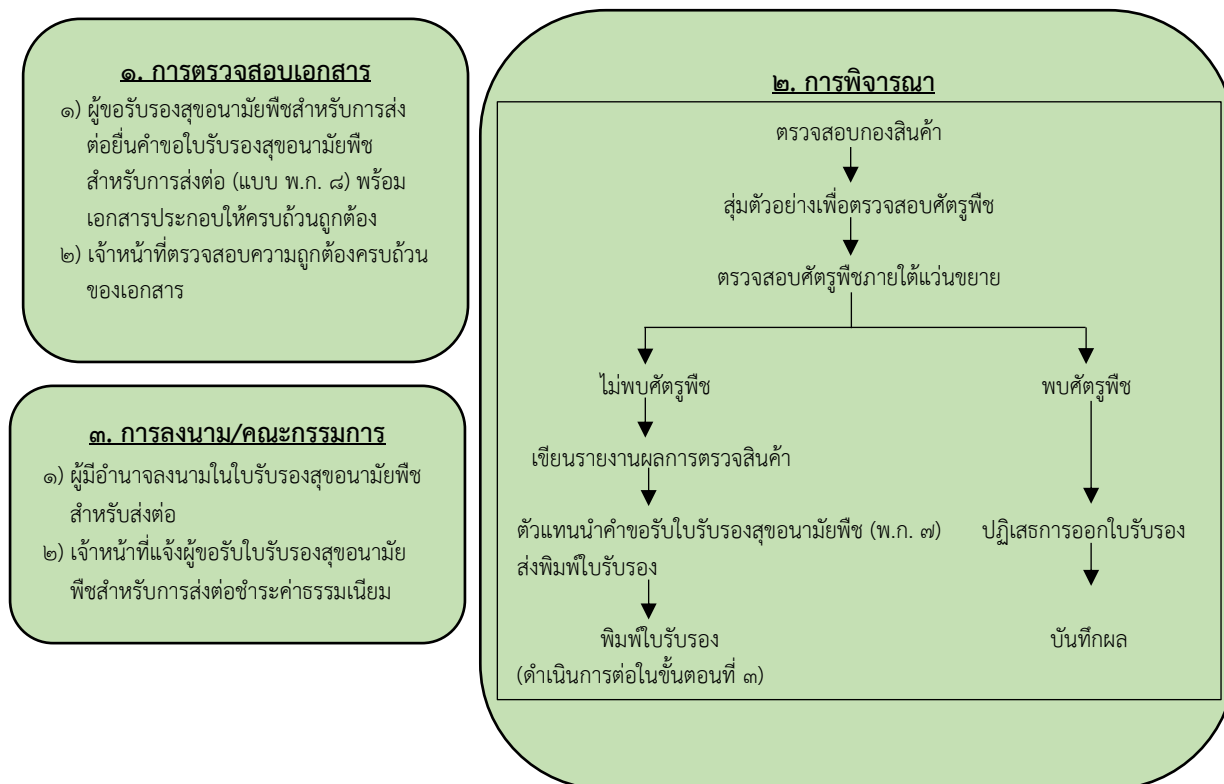 ๑. การตรวจสอบเอกสาร
๑) ผู้ขอรับรองสุขอนามัยพืชสำหรับการส่ง
ต่อยื่นคำขอใบรับรองสุขอนามัยพืช
สำหรับการส่งต่อ (แบบ พ.ก. ๘) พร้อม
เอกสารประกอบให้ครบถ้วนถูกต้อง
๒) เจ้าหน้าที่ตรวจสอบความถูกต้องครบถ้วน
ของเอกสาร
๒. การพิจารณา
ตรวจสอบกองสินค้า
สุ่มตัวอย่างเพื่อตรวจสอบศัตรูพืช
ตรวจสอบศัตรูพืชภายใต้แว่นขยาย
ไม่พบศัตรูพืช
เขียนรายงานผลการตรวจสินค้า
ตัวแทนนำคำขอรับใบรับรองสุขอนามัยพืช (พ.ก. ๗)
ส่งพิมพ์ใบรับรอง
พิมพ์ใบรับรอง
(ดำเนินการต่อในขั้นตอนที่ ๓)
พบศัตรูพืช
ปฏิเสธการออกใบรับรอง
บันทึกผล
๓. การลงนาม/คณะกรรมการ
๑) ผู้มีอำนาจลงนามในใบรับรองสุขอนามัยพืช
สำหรับส่งต่อ
๒) เจ้าหน้าที่แจ้งผู้ขอรับใบรับรองสุขอนามัย
พืชสำหรับการส่งต่อชำระค่าธรรมเนียม